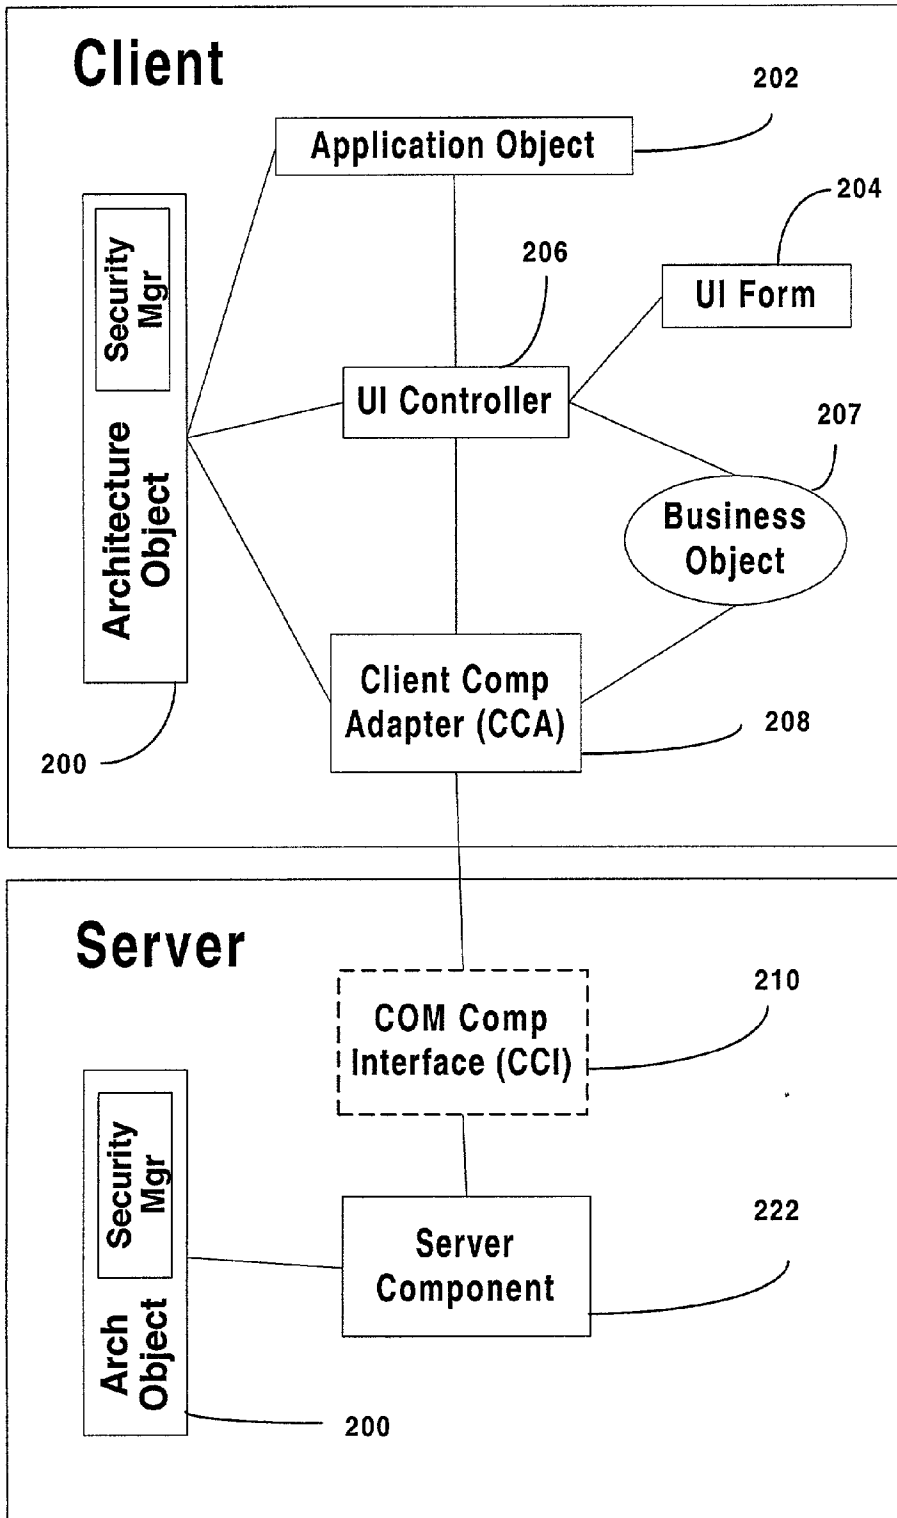 Client
202
Application Object
204
Security
Mgr
206
UI Form
UI Controller
207
Architecture
Object
Business
Object
Client Comp
Adapter (CCA)
208
200
Server
210
COM Comp
Interface (CCI)
Security
Mgr
222
Server
Component
Arch
Object
200